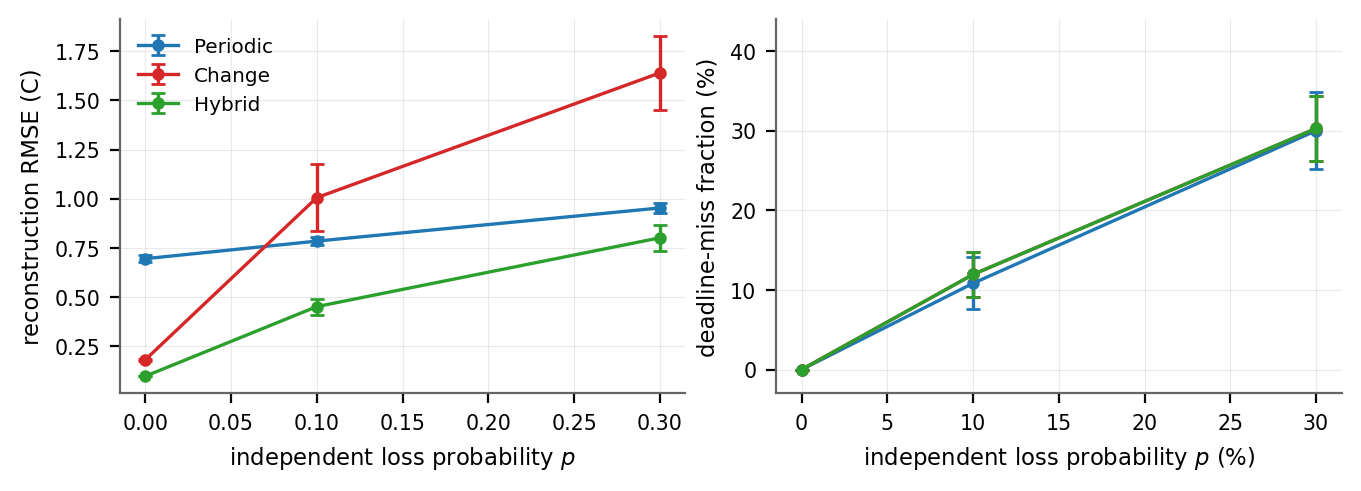 reconstruction RMSE (C)
1.75
1.50
1.25
1.00
0.75
0.50
0.25
Periodic
Change
Hybrid
0.00 0.05 0.10 0.15 0.20 0.25 0.30
independent loss probability p
deadline-miss fraction (%)
40
30
20
10
0
0 5 10 15 20 25 30
independent loss probability p (%)